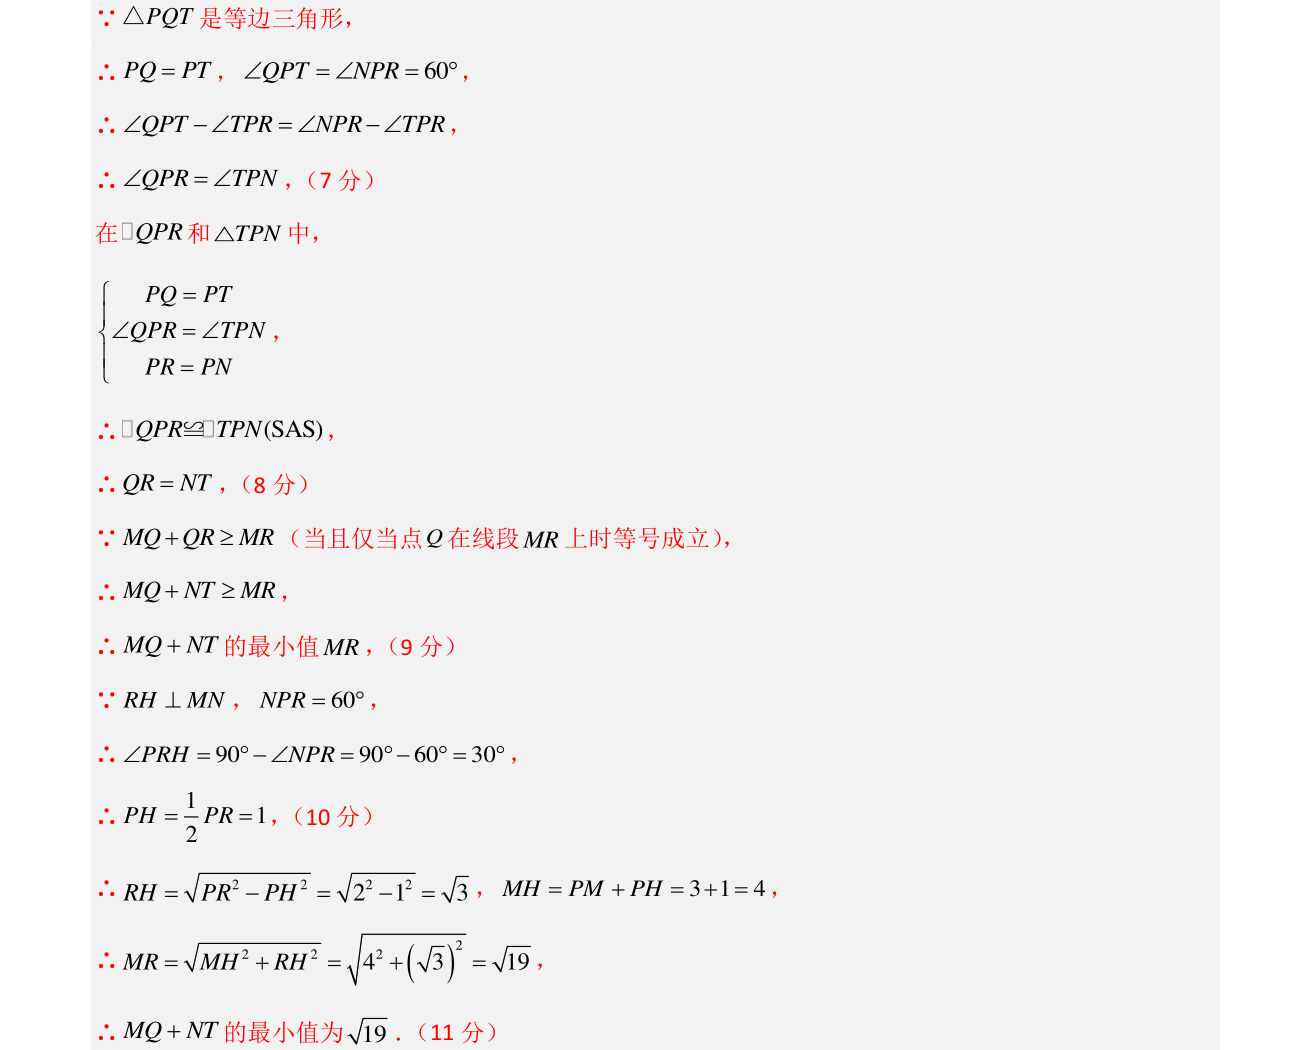 ∵△PQT 是等边三角形，
∴PQ = PT，∠QPT = ∠NPR = 60°，
∴∠QPT − ∠TPR = ∠NPR − ∠TPR，
∴∠QPR = ∠TPN，（7 分）
在□QPR 和△TPN 中，
PQ = PT
∠QPR = ∠TPN，
PR = PN
∴□QPR≌□TPN(SAS)，
∴QR = NT，（8 分）
∵MQ + QR ≥ MR（当且仅当点Q在线段MR上时等号成立），
∴MQ + NT ≥ MR，
∴MQ + NT 的最小值MR，（9 分）
∵RH ⊥ MN，NPR = 60°，
∴∠PRH = 90° − ∠NPR = 90° − 60° = 30°，
∴PH = 1/2 PR = 1，（10 分）
∴RH = √(PR² − PH²) = √(2² − 1²) = √3，MH = PM + PH = 3 + 1 = 4，
∴MR = √(MH² + RH²) = √(4² + (√3)²) = √19，
∴MQ + NT 的最小值为√19．（11 分）